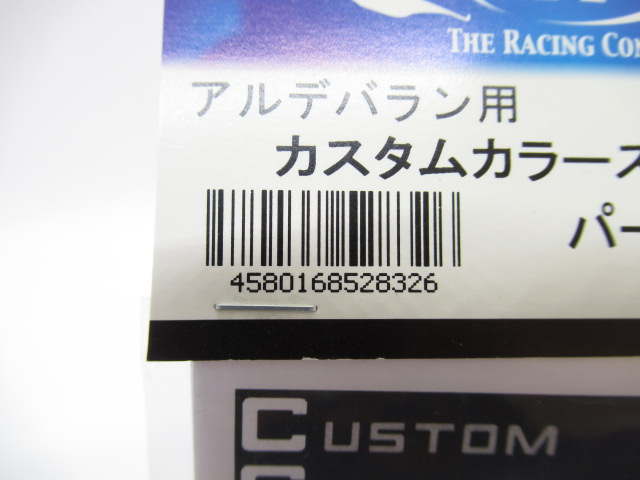 THE RACING CON
アルデバラン用
カスタムカラース
パー
4580168528326
CUSTOM